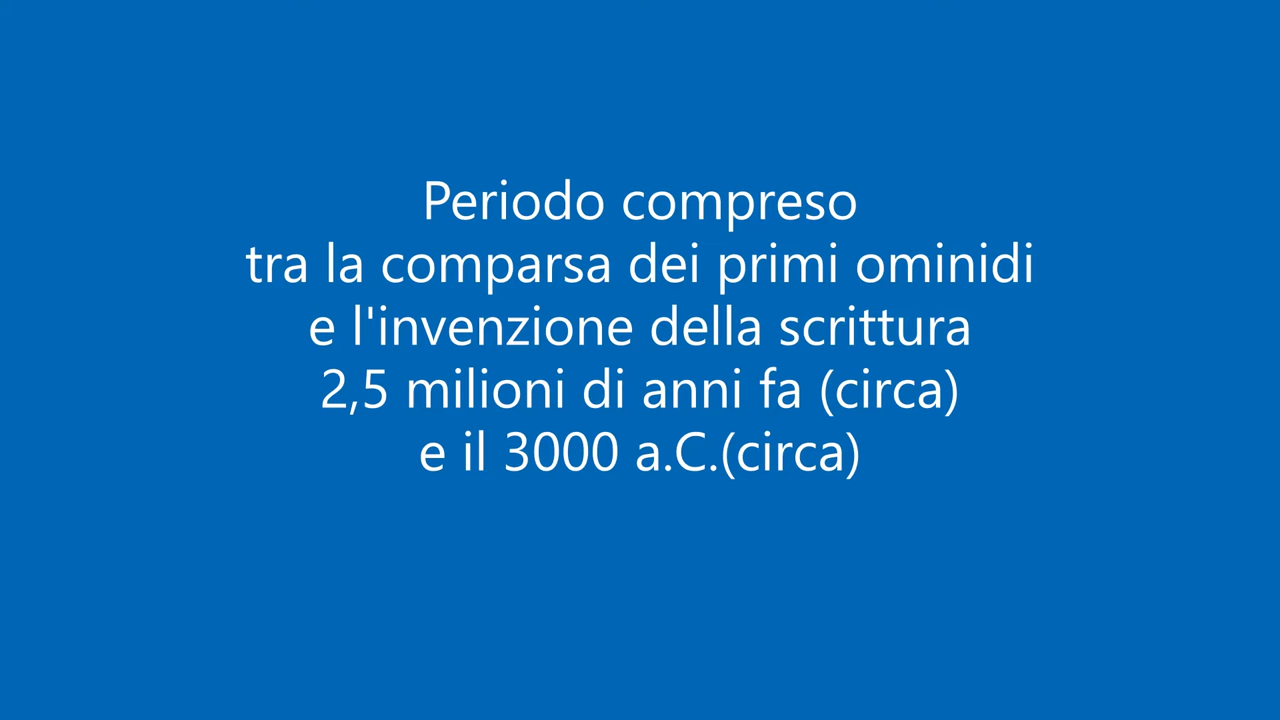 Periodo compreso
tra la comparsa dei primi ominidi
e l'invenzione della scrittura
2,5 milioni di anni fa (circa)
e il 3000 a.C.(circa)